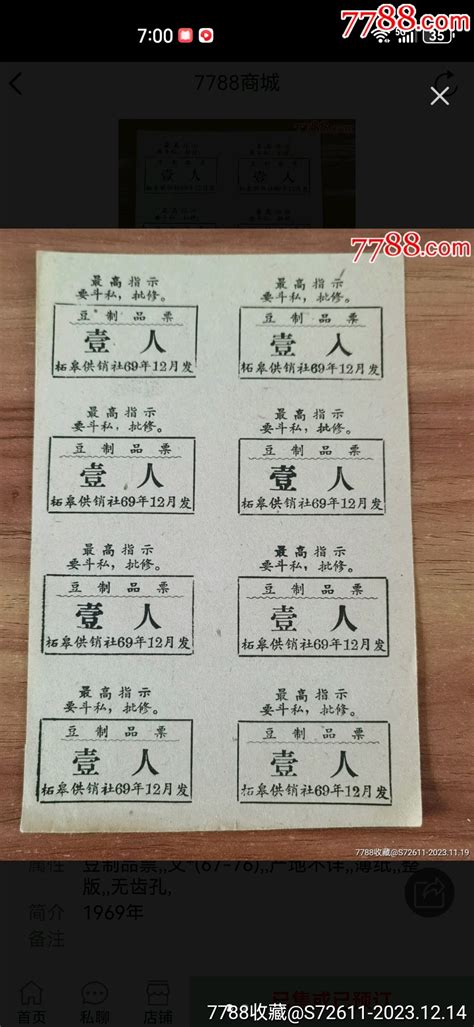 7:00
5G
35
7788.com
7788商城
7788.com
最高指示
要斗私，批修。
豆制品票
壹人
柘皋供销社69年12月发
最高指示
要斗私，批修。
豆制品票
壹人
柘皋供销社69年12月发
最高指示
要斗私，批修。
豆制品票
壹人
柘皋供销社69年12月发
最高指示
要斗私，批修。
豆制品票
壹人
柘皋供销社69年12月发
最高指示
要斗私，批修。
豆制品票
壹人
柘皋供销社69年12月发
最高指示
要斗私，批修。
豆制品票
壹人
柘皋供销社69年12月发
最高指示
要斗私，批修。
豆制品票
壹人
柘皋供销社69年12月发
最高指示
要斗私，批修。
豆制品票
壹人
柘皋供销社69年12月发
7788收藏@S72611-2023.11.19
属性 豆制品票,,文*(67-76),,产地不详,,薄纸,,整版,,无齿孔,
简介 1969年
备注
首页
私聊
店铺
已售或已预订
7788收藏@S72611-2023.12.14